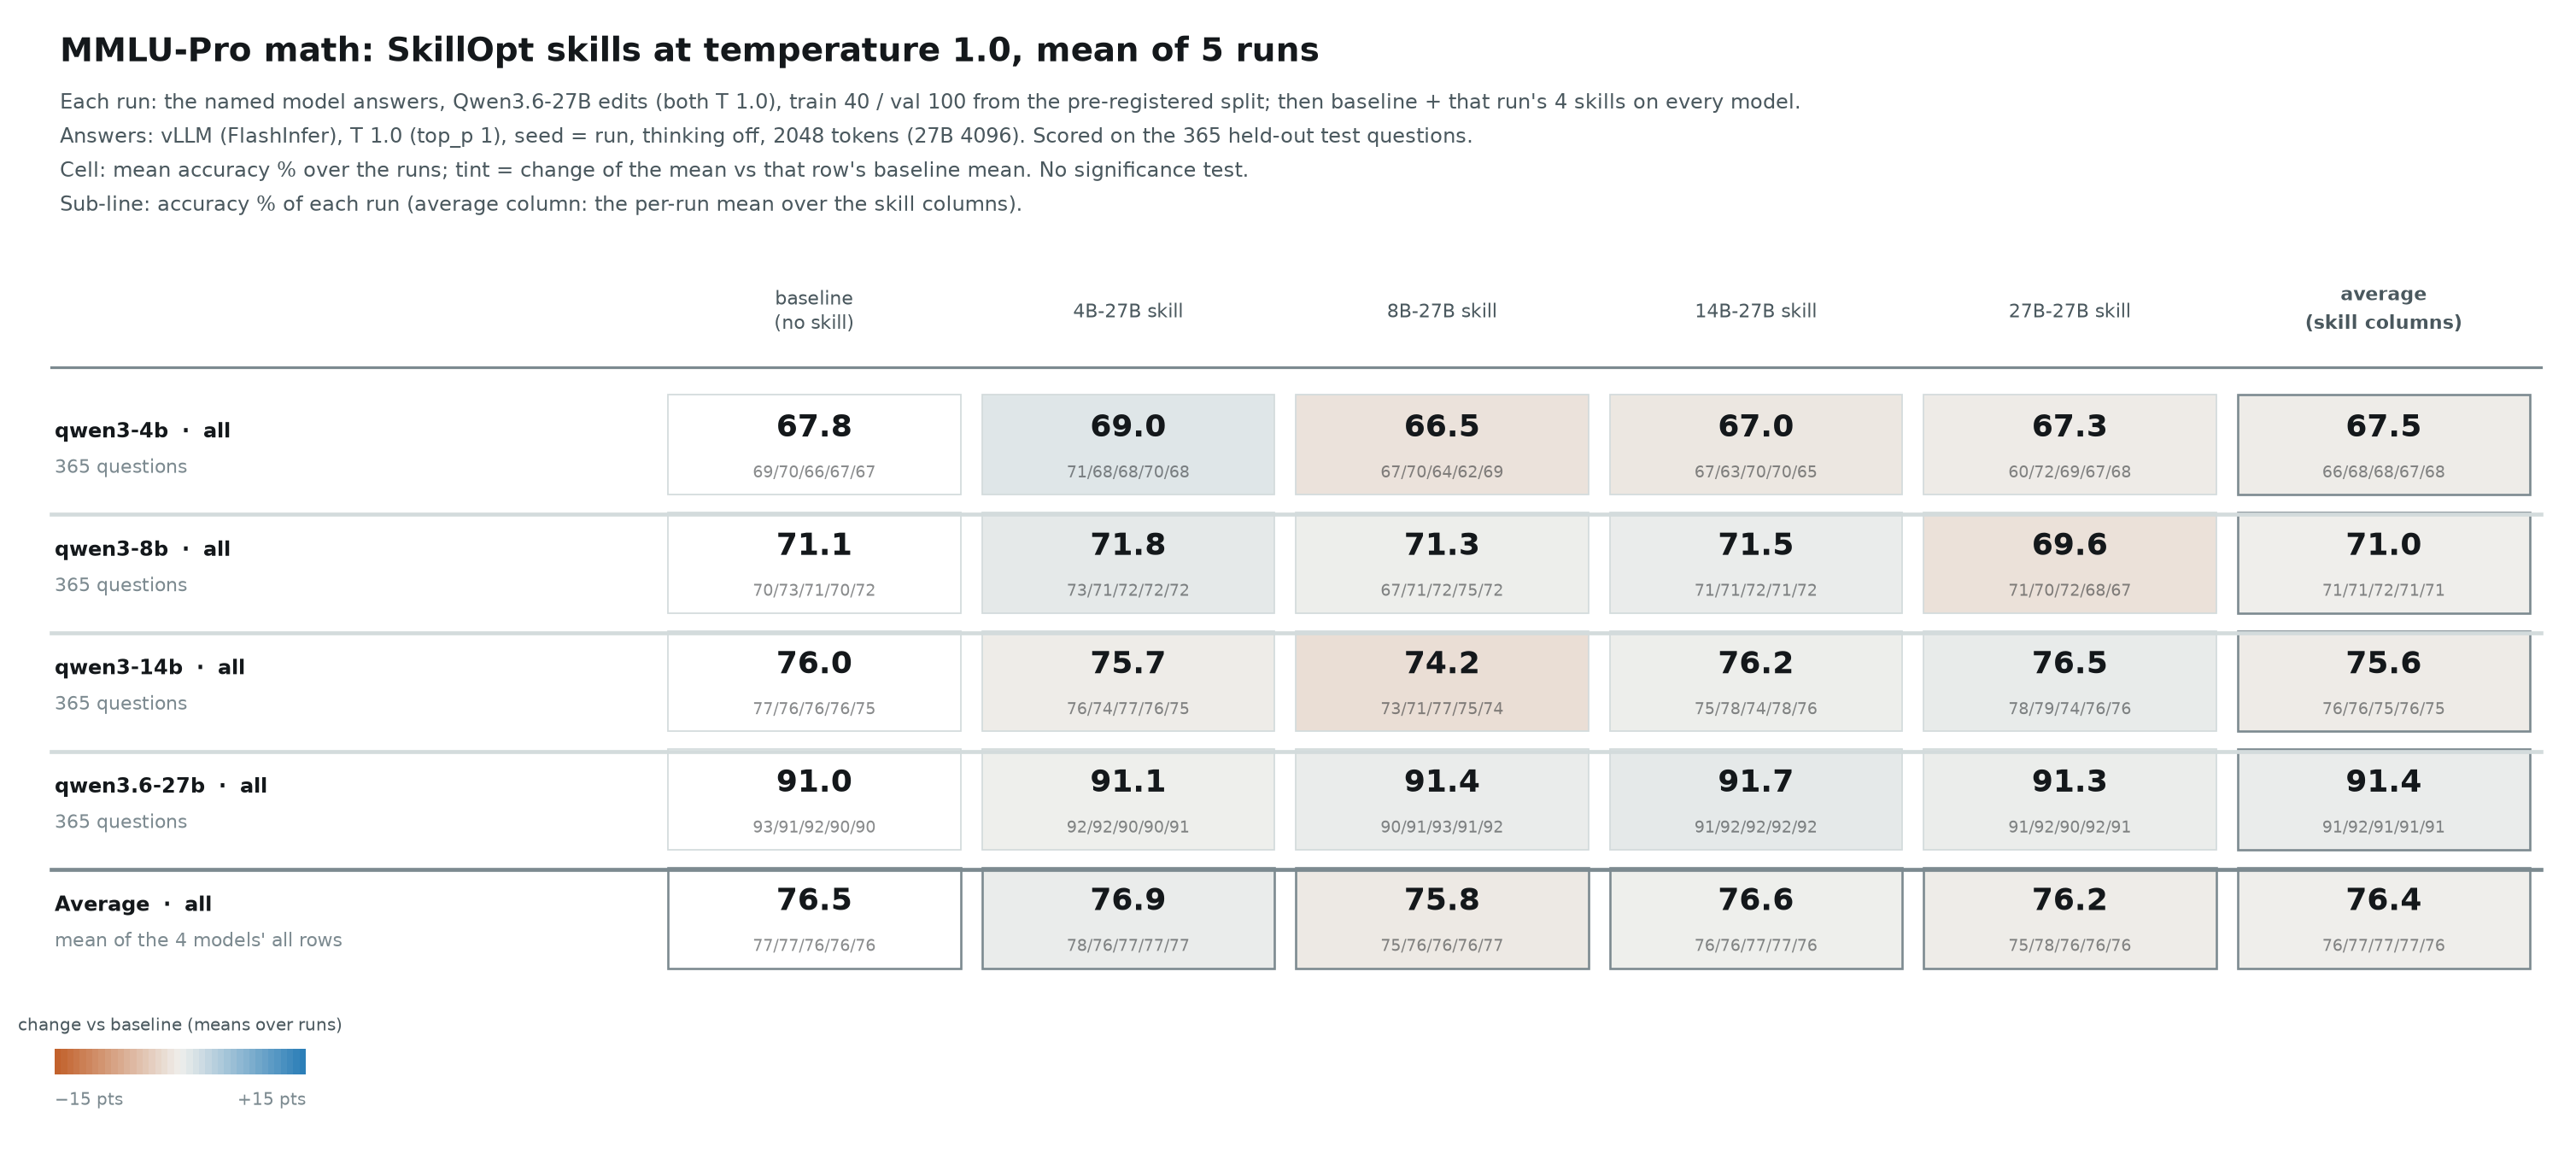 MMLU-Pro math: SkillOpt skills at temperature 1.0, mean of 5 runs
Each run: the named model answers, Qwen3.6-27B edits (both T 1.0), train 40 / val 100 from the pre-registered split; then baseline + that run's 4 skills on every model.
Answers: vLLM (FlashInfer), T 1.0 (top_p 1), seed = run, thinking off, 2048 tokens (27B 4096). Scored on the 365 held-out test questions.
Cell: mean accuracy % over the runs; tint = change of the mean vs that row's baseline mean. No significance test.
Sub-line: accuracy % of each run (average column: the per-run mean over the skill columns).
baseline
(no skill)
4B-27B skill
8B-27B skill
14B-27B skill
27B-27B skill
average
(skill columns)
qwen3-4b · all
365 questions
67.8
69/70/66/67/67
69.0
71/68/68/70/68
66.5
67/70/64/62/69
67.0
67/63/70/70/65
67.3
60/72/69/67/68
67.5
66/68/68/67/68
qwen3-8b · all
365 questions
71.1
70/73/71/70/72
71.8
73/71/72/72/72
71.3
67/71/72/75/72
71.5
71/71/72/71/72
69.6
71/70/72/68/67
71.0
71/71/72/71/71
qwen3-14b · all
365 questions
76.0
77/76/76/76/75
75.7
76/74/77/76/75
74.2
73/71/77/75/74
76.2
75/78/74/78/76
76.5
78/79/74/76/76
75.6
76/76/75/76/75
qwen3.6-27b · all
365 questions
91.0
93/91/92/90/90
91.1
92/92/90/90/91
91.4
90/91/93/91/92
91.7
91/92/92/92/92
91.3
91/92/90/92/91
91.4
91/92/91/91/91
Average · all
mean of the 4 models' all rows
76.5
77/77/76/76/76
76.9
78/76/77/77/77
75.8
75/76/76/76/77
76.6
76/76/77/77/76
76.2
75/78/76/76/76
76.4
76/77/77/77/76
change vs baseline (means over runs)
−15 pts
+15 pts